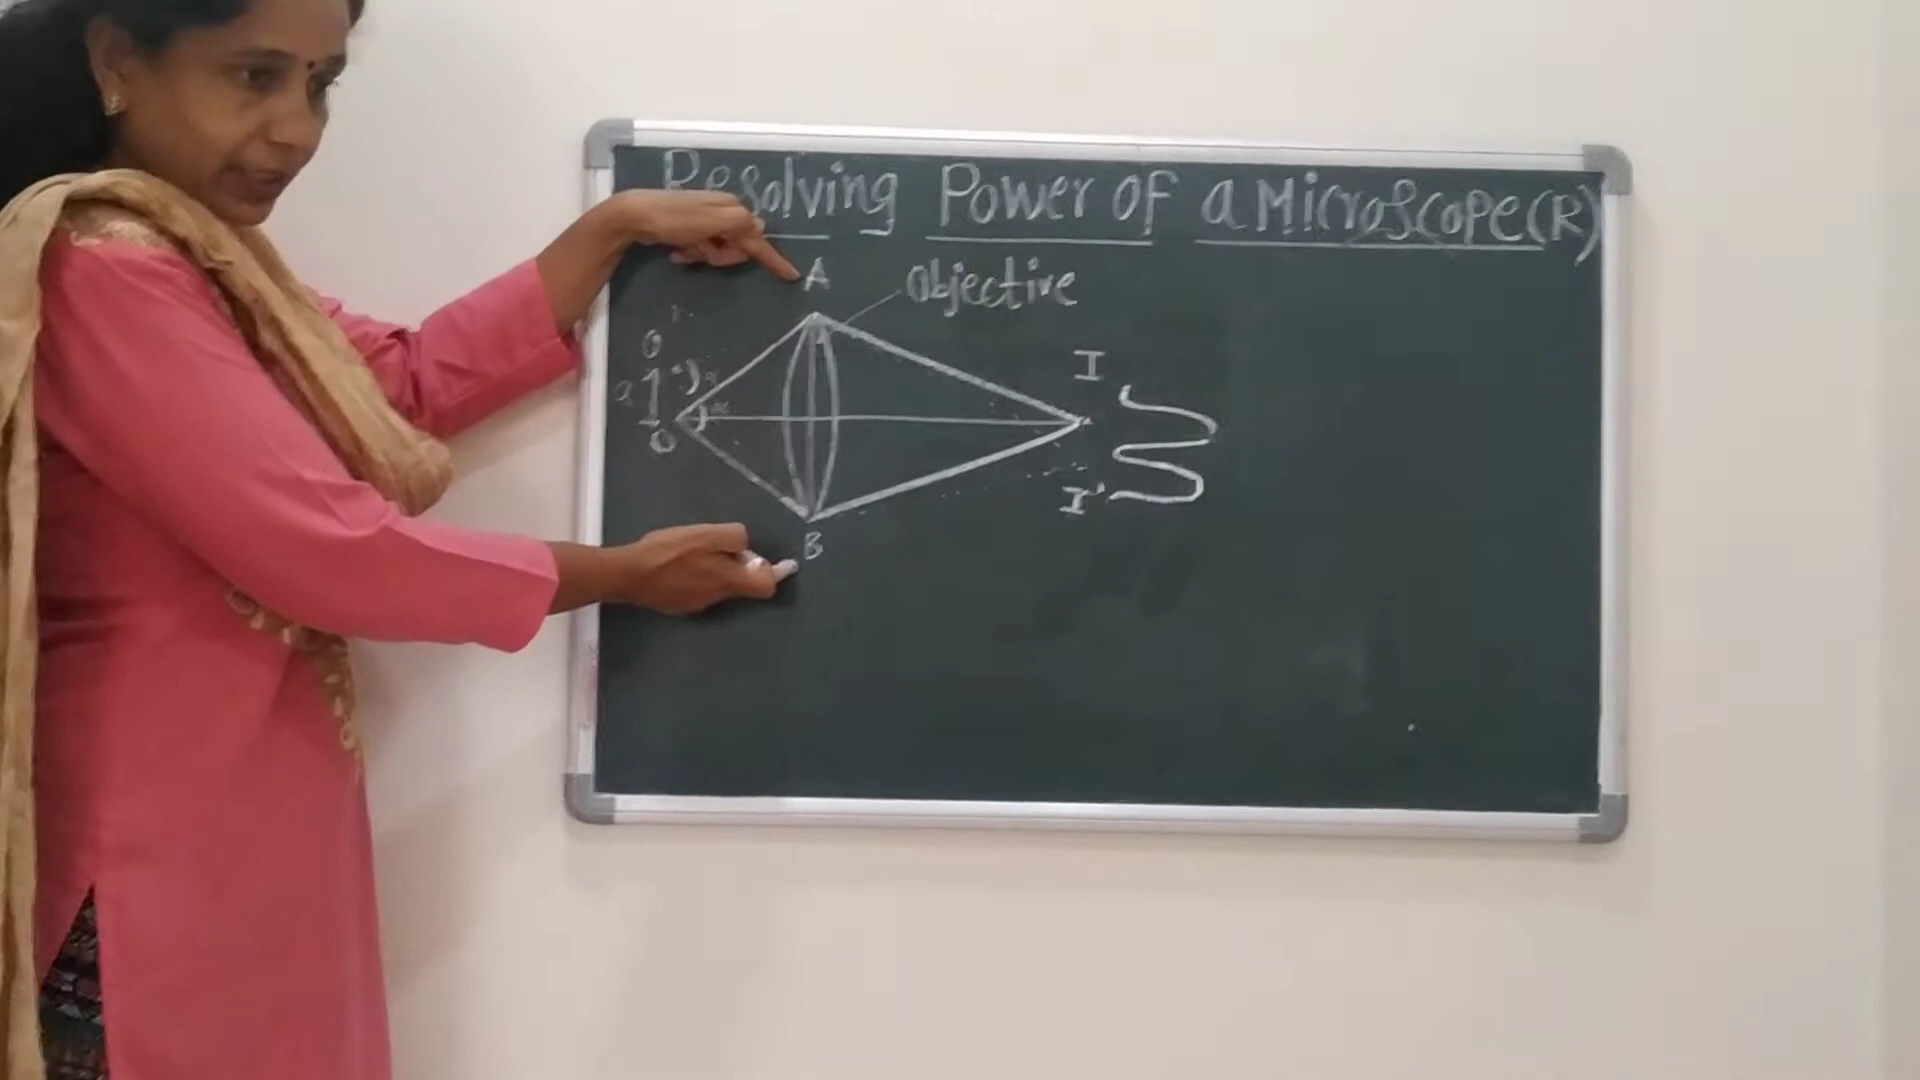 Resolving Power of a Microscope(R)
A
Objective
O
α
α
O
I
I'
B